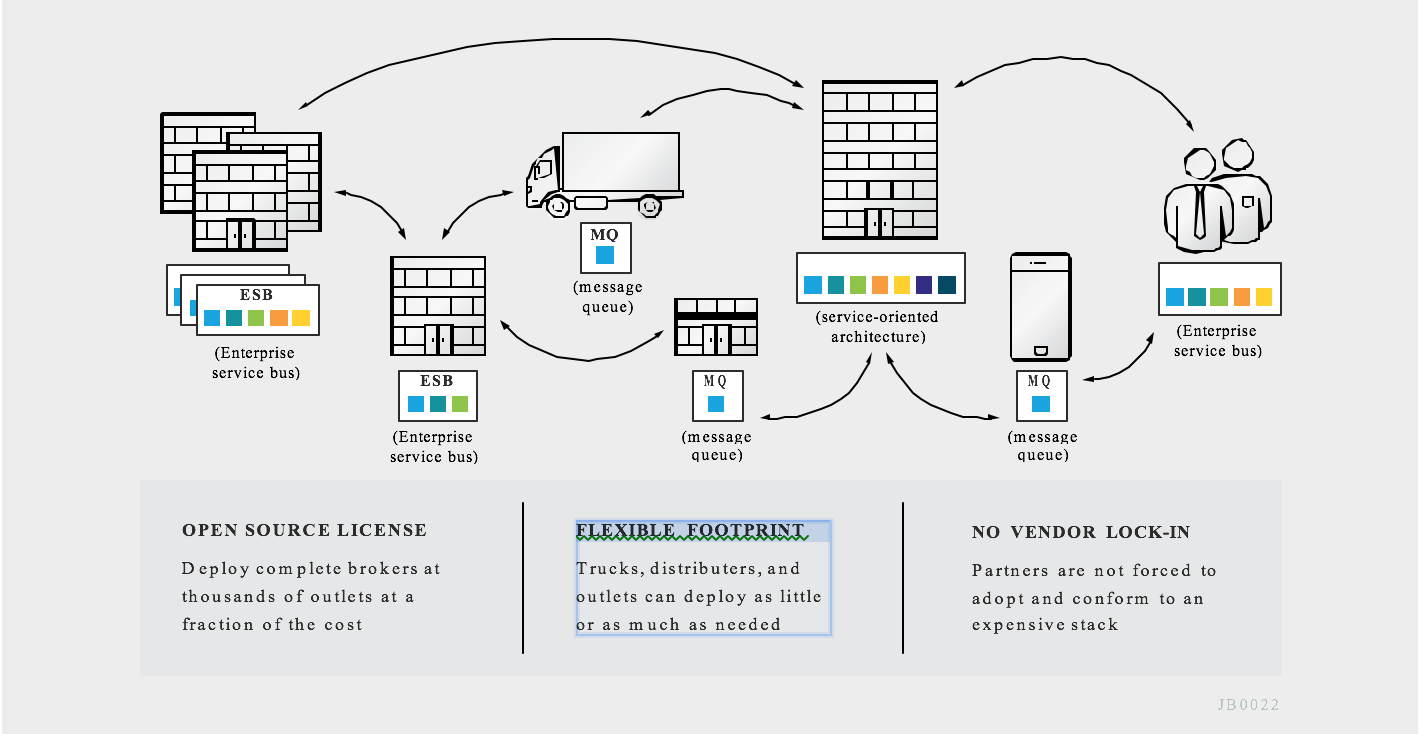 MQ
(message
queue)
ESB
(Enterprise
service bus)
(service-oriented
architecture)
(Enterprise
service bus)
ESB
(Enterprise
service bus)
MQ
(message
queue)
MQ
(message
queue)
OPEN SOURCE LICENSE
Deploy complete brokers at
thousands of outlets at a
fraction of the cost
FLEXIBLE FOOTPRINT
Trucks, distributers, and
outlets can deploy as little
or as much as needed
NO VENDOR LOCK-IN
Partners are not forced to
adopt and conform to an
expensive stack
JB0022